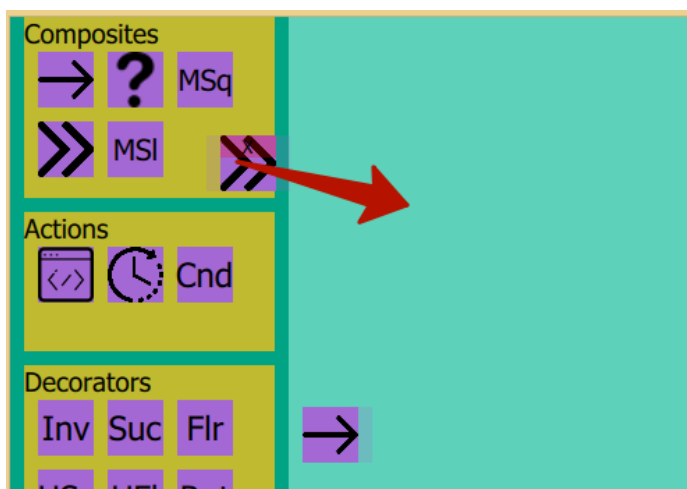 Composites
MSq
MSl
X
Actions
</>
Cnd
Decorators
Inv Suc Flr